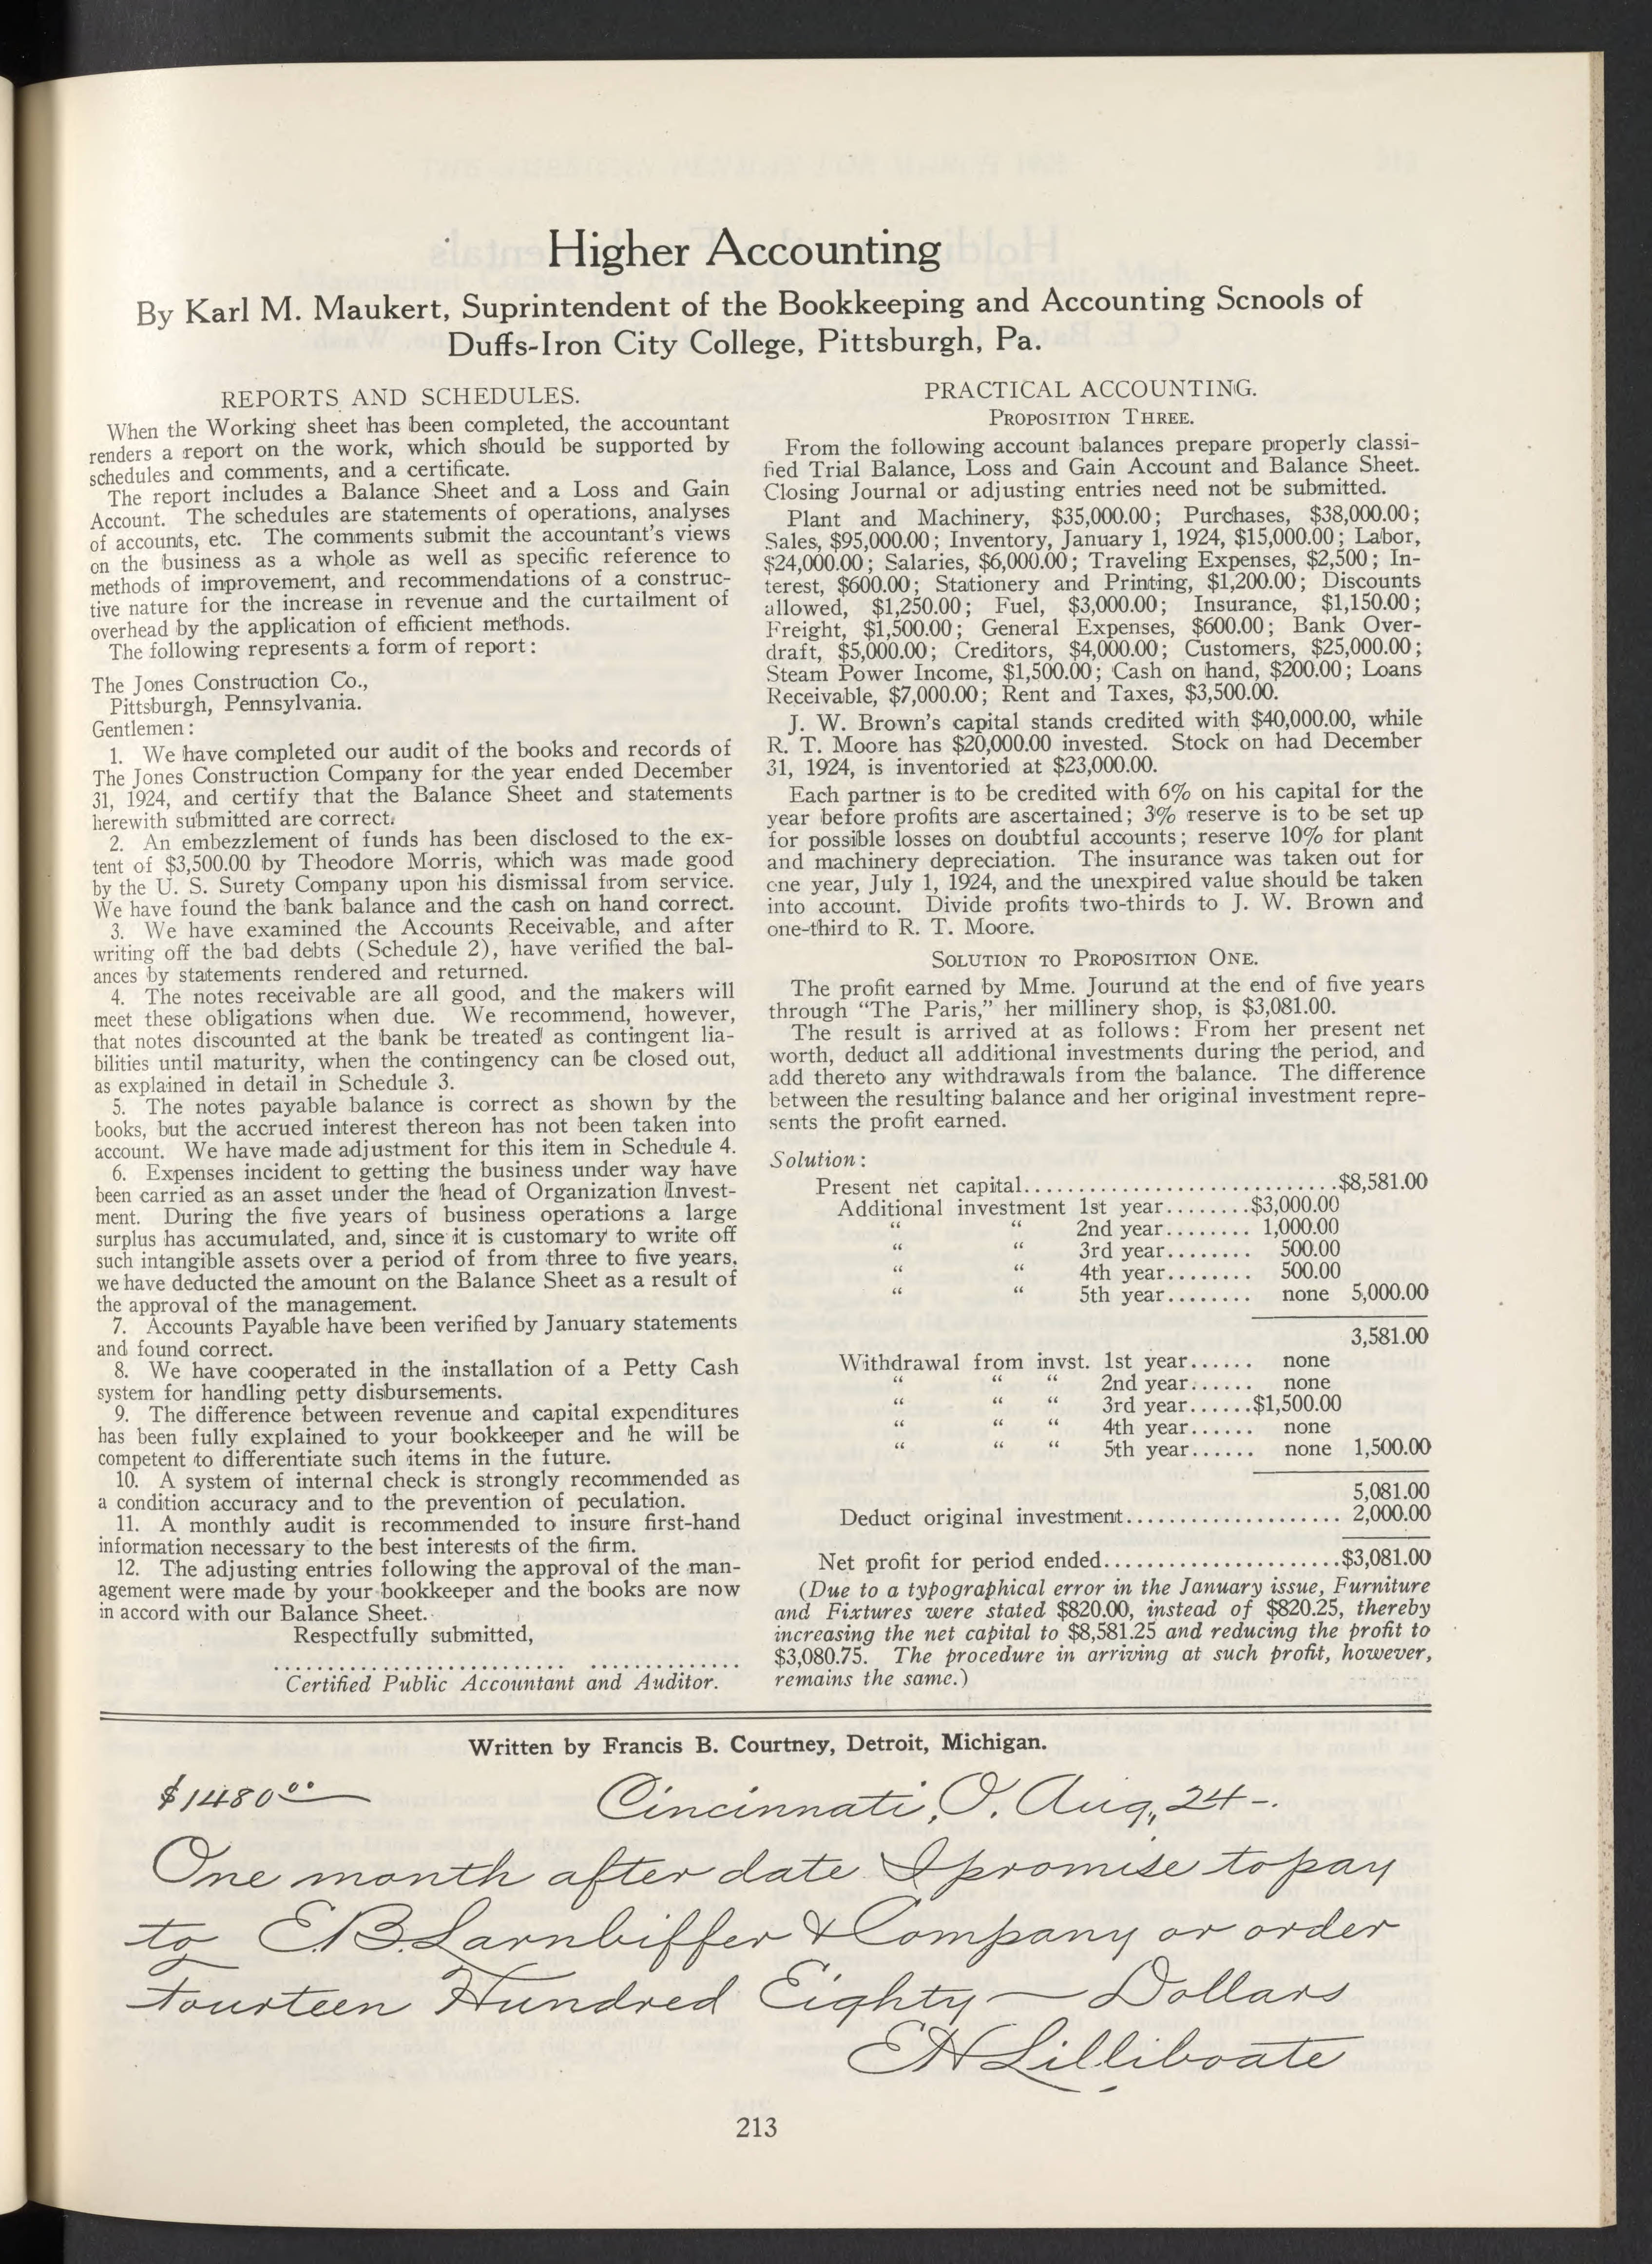 Higher Accounting
By Karl M. Maukert, Suprintendent of the Bookkeeping and Accounting Scnools of
Duffs-Iron City College, Pittsburgh, Pa.
REPORTS AND SCHEDULES.
When the Working sheet has been completed, the accountant
renders a report on the work, which should be supported by
schedules and comments, and a certificate.
The report includes a Balance Sheet and a Loss and Gain
Account. The schedules are statements of operations, analyses
of accounts, etc. The comments submit the accountant's views
on the business as a whole as well as specific reference to
methods of improvement, and recommendations of a construc-
tive nature for the increase in revenue and the curtailment of
overhead by the application of efficient methods.
The following represents a form of report:
The Jones Construction Co.,
Pittsburgh, Pennsylvania.
Gentlemen:
1. We have completed our audit of the books and records of
The Jones Construction Company for the year ended December
31, 1924, and certify that the Balance Sheet and statements
herewith submitted are correct.
2. An embezzlement of funds has been disclosed to the ex-
tent of $3,500.00 by Theodore Morris, which was made good
by the U. S. Surety Company upon his dismissal from service.
We have found the bank balance and the cash on hand correct.
3. We have examined the Accounts Receivable, and after
writing off the bad debts (Schedule 2), have verified the bal-
ances by statements rendered and returned.
4. The notes receivable are all good, and the makers will
meet these obligations when due. We recommend, however,
that notes discounted at the bank be treated as contingent lia-
bilities until maturity, when the contingency can be closed out,
as explained in detail in Schedule 3.
5. The notes payable balance is correct as shown by the
books, but the accrued interest thereon has not been taken into
account. We have made adjustment for this item in Schedule 4.
6. Expenses incident to getting the business under way have
been carried as an asset under the head of Organization Invest-
ment. During the five years of business operations a large
surplus has accumulated, and, since it is customary to write off
such intangible assets over a period of from three to five years,
we have deducted the amount on the Balance Sheet as a result of
the approval of the management.
7. Accounts Payable have been verified by January statements
and found correct.
8. We have cooperated in the installation of a Petty Cash
system for handling petty disbursements.
9. The difference between revenue and capital expenditures
has been fully explained to your bookkeeper and he will be
competent to differentiate such items in the future.
10. A system of internal check is strongly recommended as
a condition accuracy and to the prevention of peculation.
11. A monthly audit is recommended to insure first-hand
information necessary to the best interests of the firm.
12. The adjusting entries following the approval of the man-
agement were made by your bookkeeper and the books are now
in accord with our Balance Sheet.
Respectfully submitted,
........................... ..............
Certified Public Accountant and Auditor.
PRACTICAL ACCOUNTING.
PROPOSITION THREE.
From the following account balances prepare properly classi-
fied Trial Balance, Loss and Gain Account and Balance Sheet.
Closing Journal or adjusting entries need not be submitted.
Plant and Machinery, $35,000.00; Purchases, $38,000.00;
Sales, $95,000.00; Inventory, January 1, 1924, $15,000.00; Labor,
$24,000.00; Salaries, $6,000.00; Traveling Expenses, $2,500; In-
terest, $600.00; Stationery and Printing, $1,200.00; Discounts
allowed, $1,250.00; Fuel, $3,000.00; Insurance, $1,150.00;
Freight, $1,500.00; General Expenses, $600.00; Bank Over-
draft, $5,000.00; Creditors, $4,000.00; Customers, $25,000.00;
Steam Power Income, $1,500.00; Cash on hand, $200.00; Loans
Receivable, $7,000.00; Rent and Taxes, $3,500.00.
J. W. Brown's capital stands credited with $40,000.00, while
R. T. Moore has $20,000.00 invested. Stock on had December
31, 1924, is inventoried at $23,000.00.
Each partner is to be credited with 6% on his capital for the
year before profits are ascertained; 3% reserve is to be set up
for possible losses on doubtful accounts; reserve 10% for plant
and machinery depreciation. The insurance was taken out for
one year, July 1, 1924, and the unexpired value should be taken
into account. Divide profits two-thirds to J. W. Brown and
one-third to R. T. Moore.
SOLUTION TO PROPOSITION ONE.
The profit earned by Mme. Jourund at the end of five years
through "The Paris," her millinery shop, is $3,081.00.
The result is arrived at as follows: From her present net
worth, deduct all additional investments during the period, and
add thereto any withdrawals from the balance. The difference
between the resulting balance and her original investment repre-
sents the profit earned.
Solution:
Present net capital.............................$8,581.00
Additional investment 1st year........$3,000.00
" " 2nd year........ 1,000.00
" " 3rd year........ 500.00
" " 4th year........ 500.00
" " 5th year........ none 5,000.00
3,581.00
Withdrawal from invst. 1st year...... none
" " " 2nd year...... none
" " " 3rd year......$1,500.00
" " " 4th year...... none
" " " 5th year...... none 1,500.00
5,081.00
Deduct original investment.................... 2,000.00
Net profit for period ended......................$3,081.00
(Due to a typographical error in the January issue, Furniture
and Fixtures were stated $820.00, instead of $820.25, thereby
increasing the net capital to $8,581.25 and reducing the profit to
$3,080.75. The procedure in arriving at such profit, however,
remains the same.)
Written by Francis B. Courtney, Detroit, Michigan.
$1480.00 Cincinnati, O. Aug., 24-.
One month after date I promise to pay
to E.B. Larnbiffer & Company or order
Fourteen Hundred Eighty — Dollars
EH Lilliboate
213